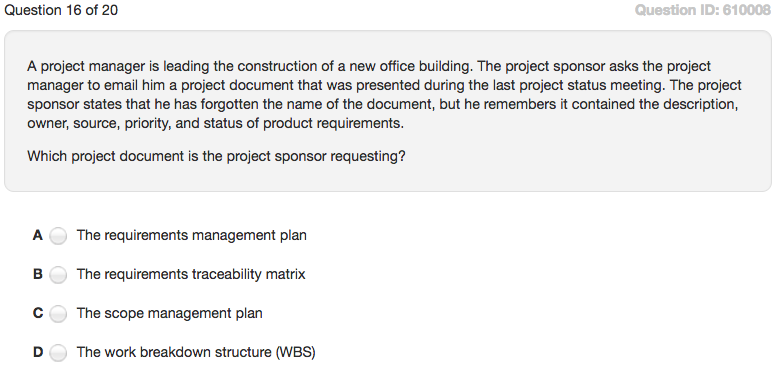 Question 16 of 20
Question ID: 610008
A project manager is leading the construction of a new office building. The project sponsor asks the project
manager to email him a project document that was presented during the last project status meeting. The project
sponsor states that he has forgotten the name of the document, but he remembers it contained the description,
owner, source, priority, and status of product requirements.
Which project document is the project sponsor requesting?
A The requirements management plan
B The requirements traceability matrix
C The scope management plan
D The work breakdown structure (WBS)